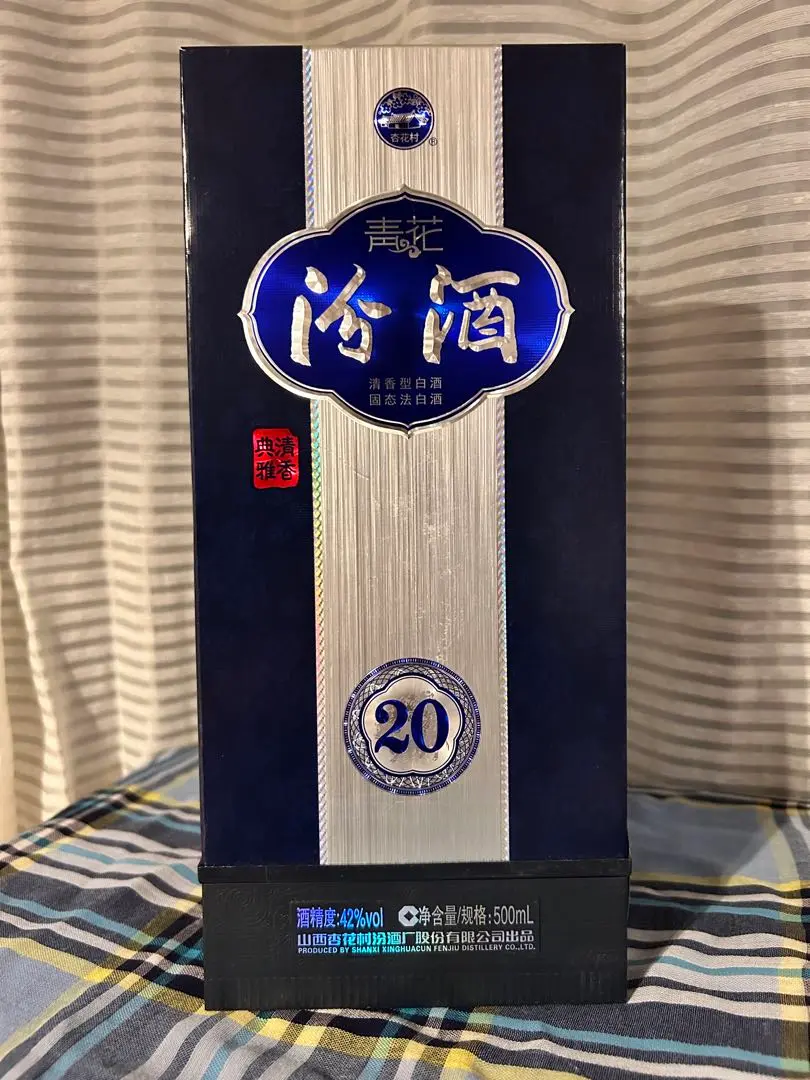 杏花村
®
青花
汾酒
清香型白酒
固态法白酒
清香
典雅
20
酒精度:42%vol 净含量/规格:500mL
山西杏花村汾酒厂股份有限公司出品
PRODUCED BY SHANXI XINGHUACUN FENJIU DISTILLERY CO.,LTD.